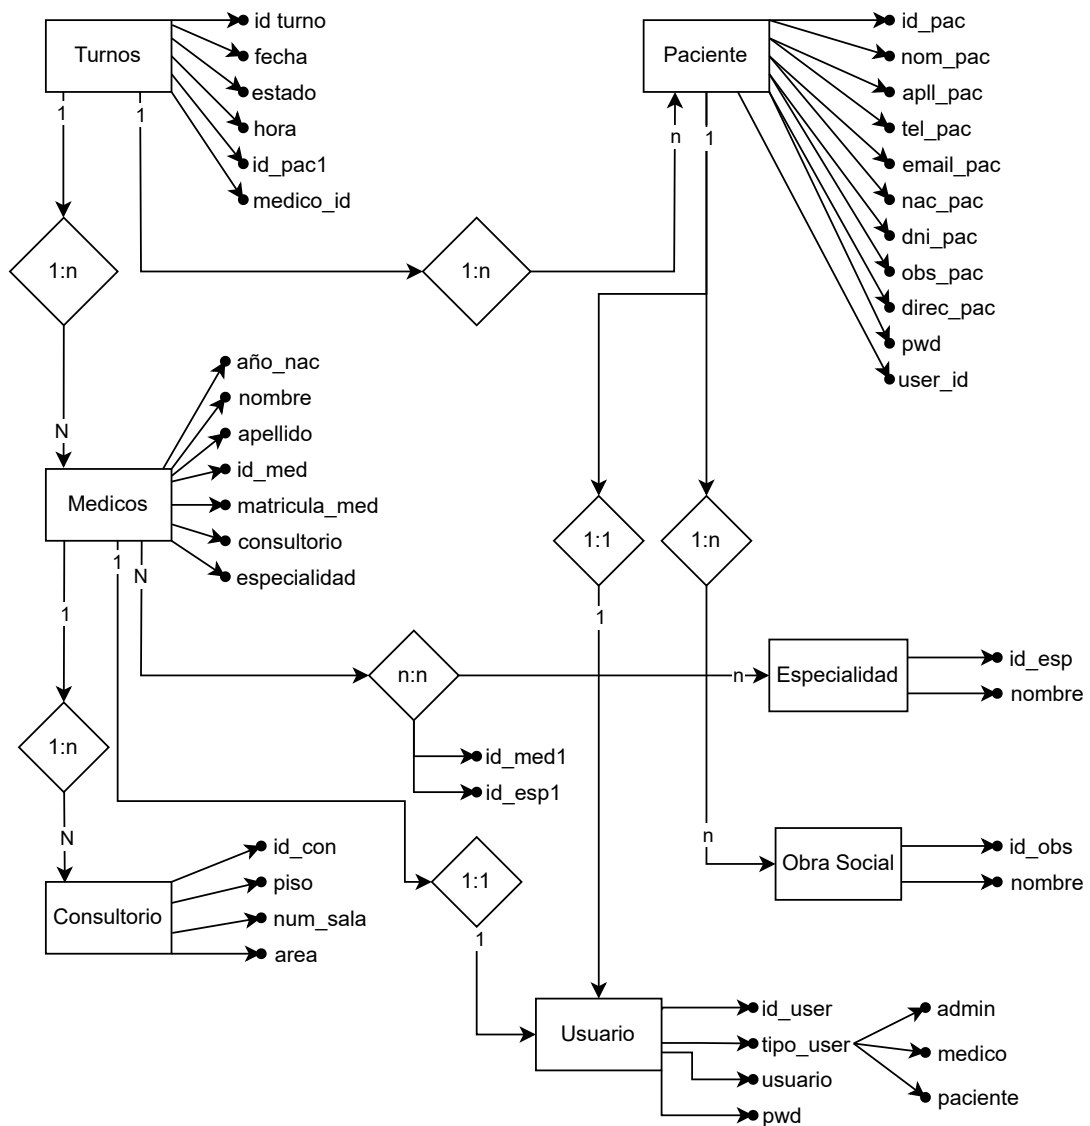 Turnos
id turno
fecha
estado
hora
id_pac1
medico_id
Paciente
id_pac
nom_pac
apll_pac
tel_pac
email_pac
nac_pac
dni_pac
obs_pac
direc_pac
pwd
user_id
1
1
n
1
1:n
1:n
N
Medicos
año_nac
nombre
apellido
id_med
matricula_med
consultorio
especialidad
1:1
1:n
1
N
1
1
n:n
n
Especialidad
id_esp
nombre
id_med1
id_esp1
1:n
N
n
Consultorio
id_con
piso
num_sala
area
1:1
1
Obra Social
id_obs
nombre
Usuario
id_user
tipo_user
usuario
pwd
admin
medico
paciente